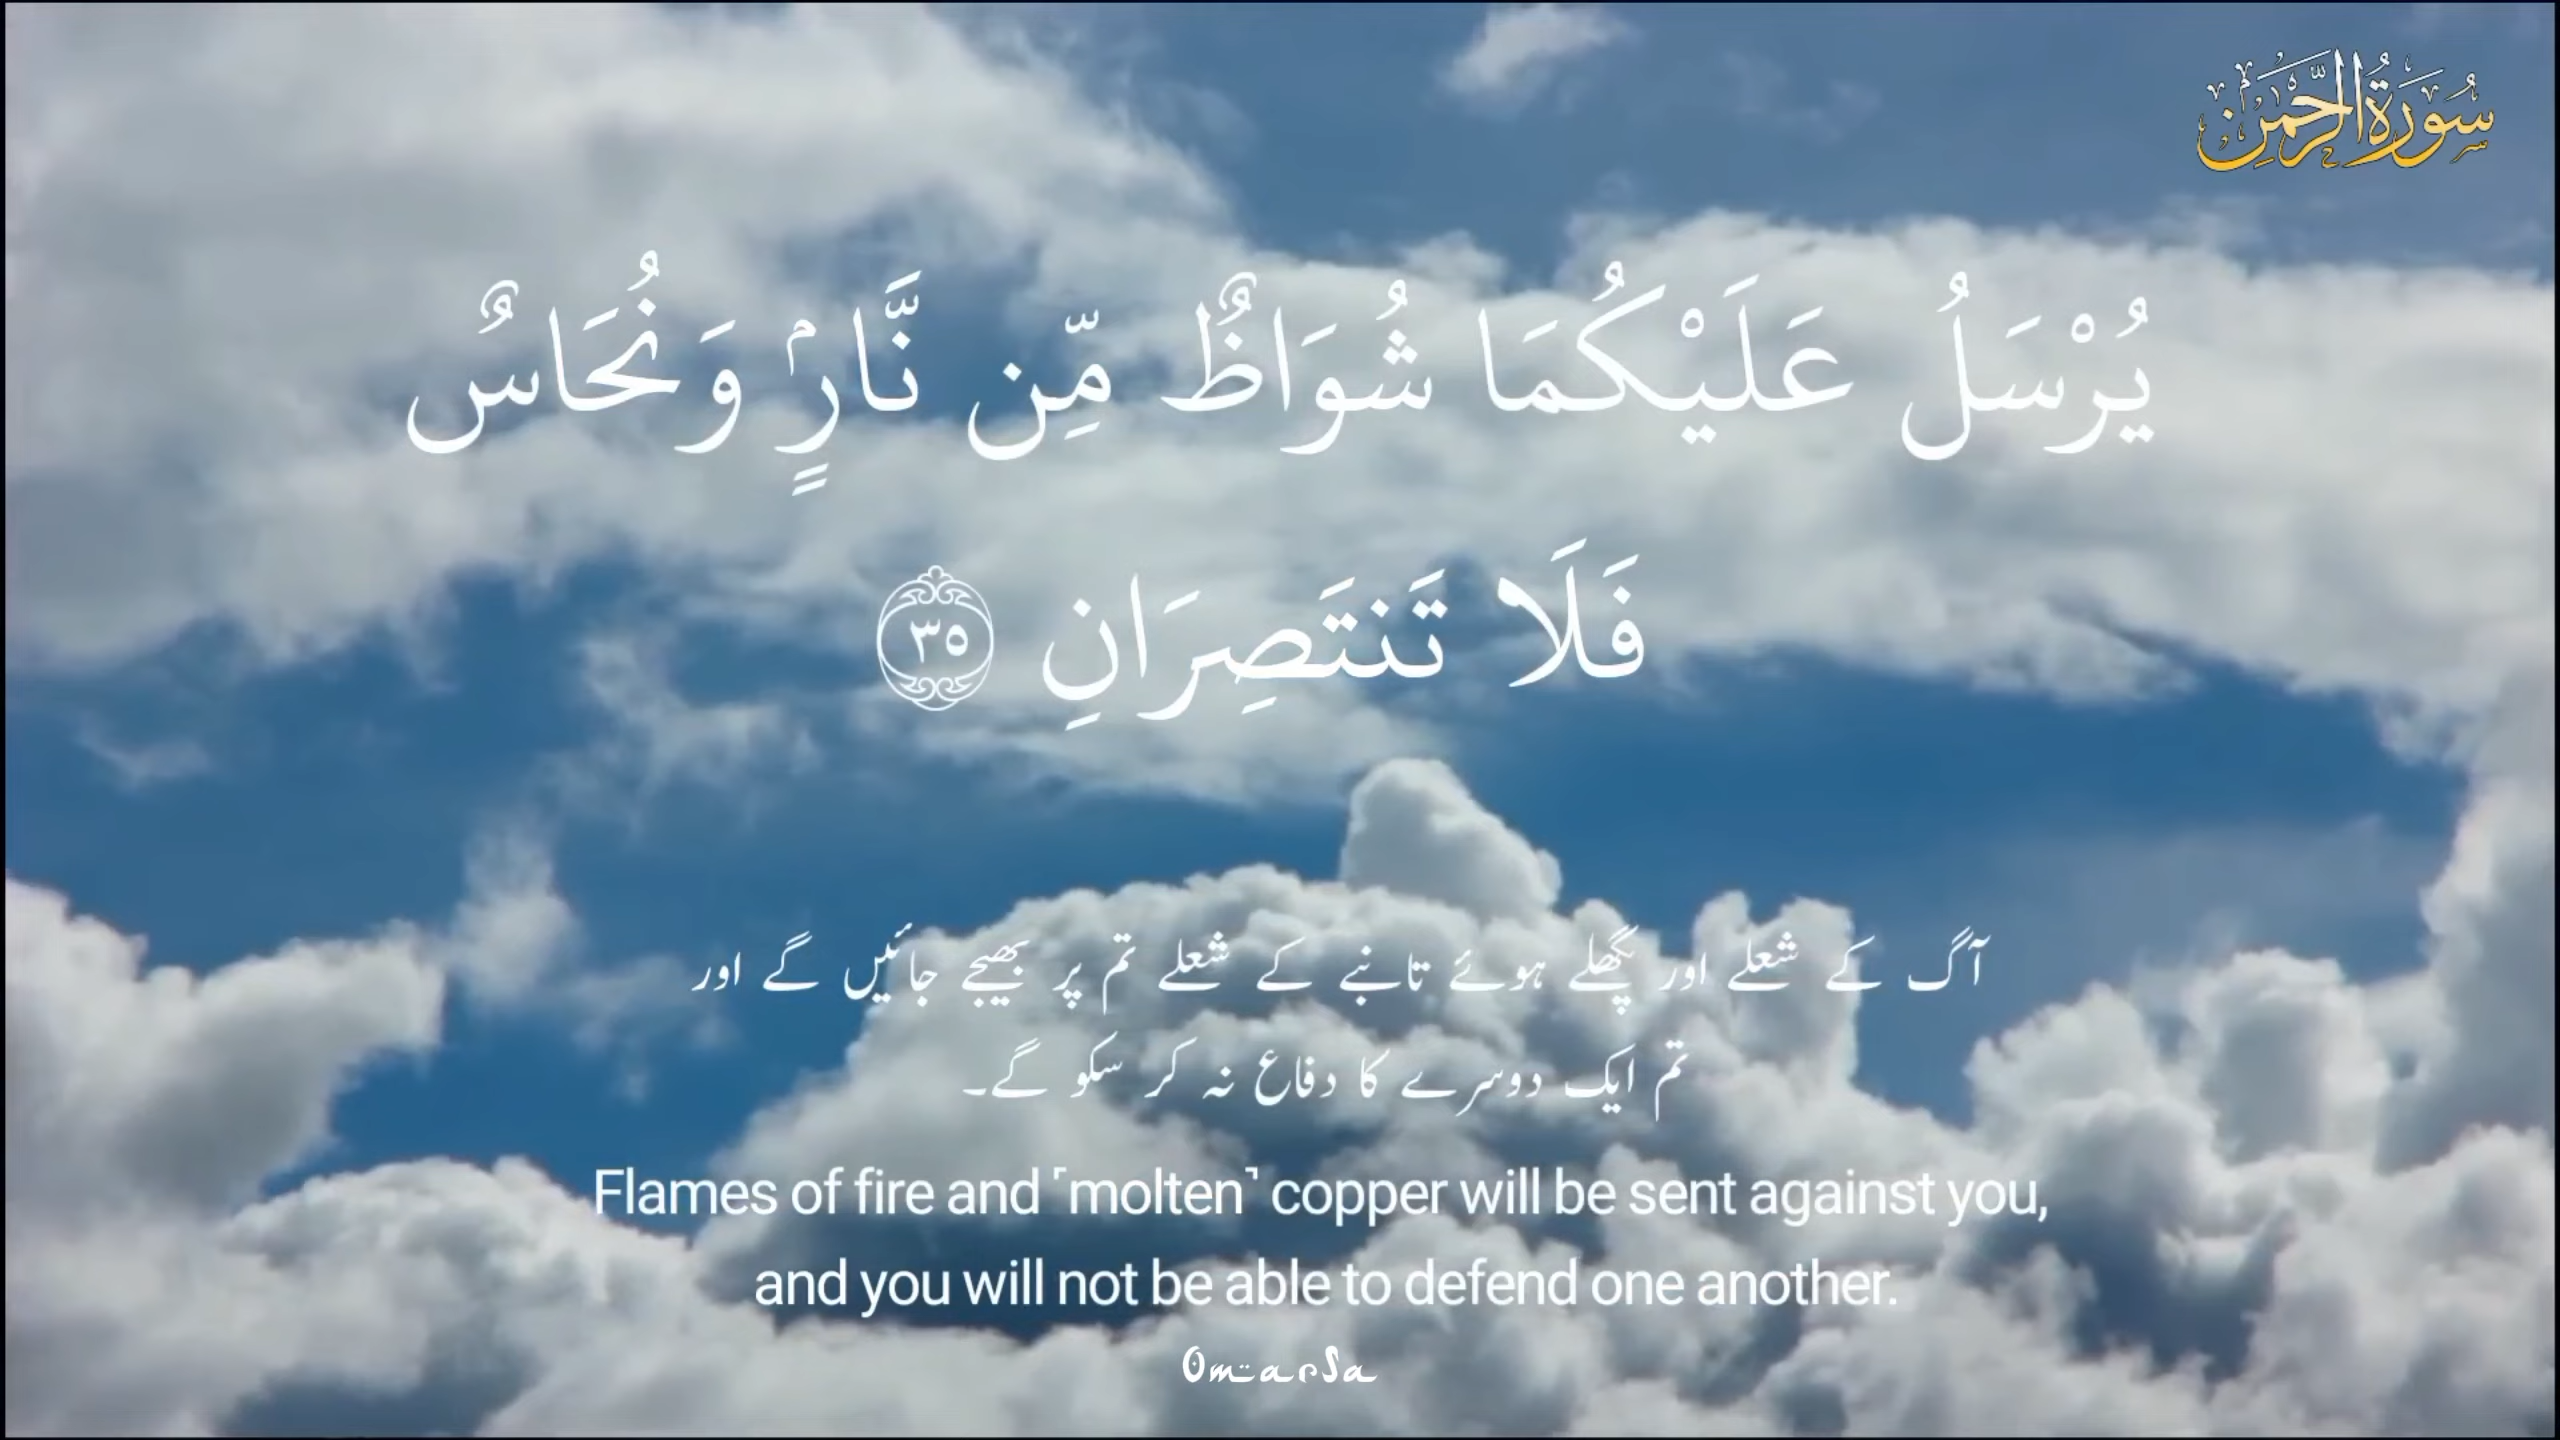 سُورَةُ الرَّحْمٰن
يُرْسَلُ عَلَيْكُمَا شُوَاظٌ مِّن نَّارٍۢ وَنُحَاسٌ
فَلَا تَنتَصِرَانِ ٣٥
آگ کے شعلے اور پگھلے ہوئے تانبے کے شعلے تم پر بھیجے جائیں گے اور
تم ایک دوسرے کا دفاع نہ کر سکو گے۔
Flames of fire and ˹molten˺ copper will be sent against you,
and you will not be able to defend one another.
OmarSa